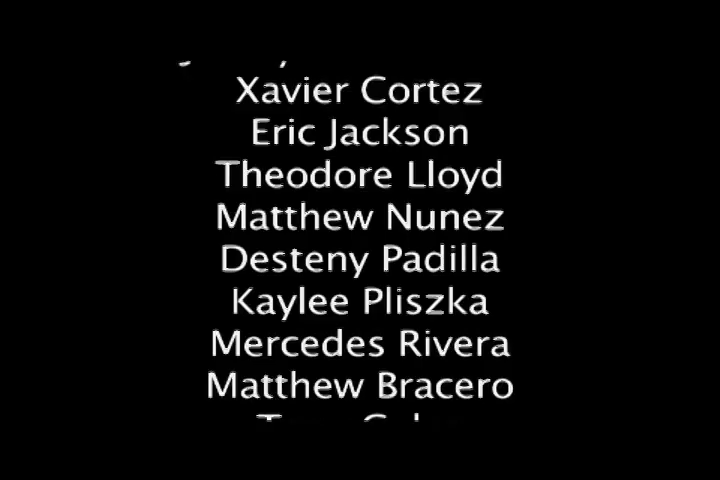 Xavier Cortez
Eric Jackson
Theodore Lloyd
Matthew Nunez
Desteny Padilla
Kaylee Pliszka
Mercedes Rivera
Matthew Bracero